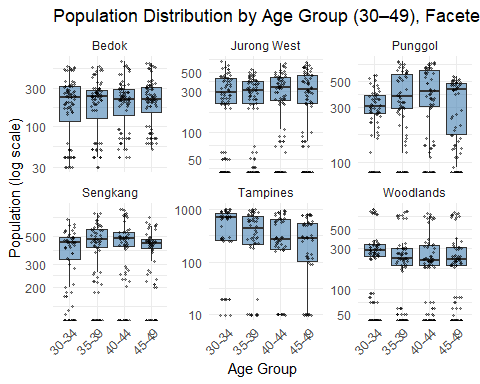 Population Distribution by Age Group (30–49), Facete
Bedok
Jurong West
Punggol
300
100
30
500
300
100
50
500
300
100
Sengkang
Tampines
Woodlands
500
300
200
1000
100
10
500
300
100
50
Population (log scale)
30-34 35-39 40-44 45-49
30-34 35-39 40-44 45-49
30-34 35-39 40-44 45-49
Age Group